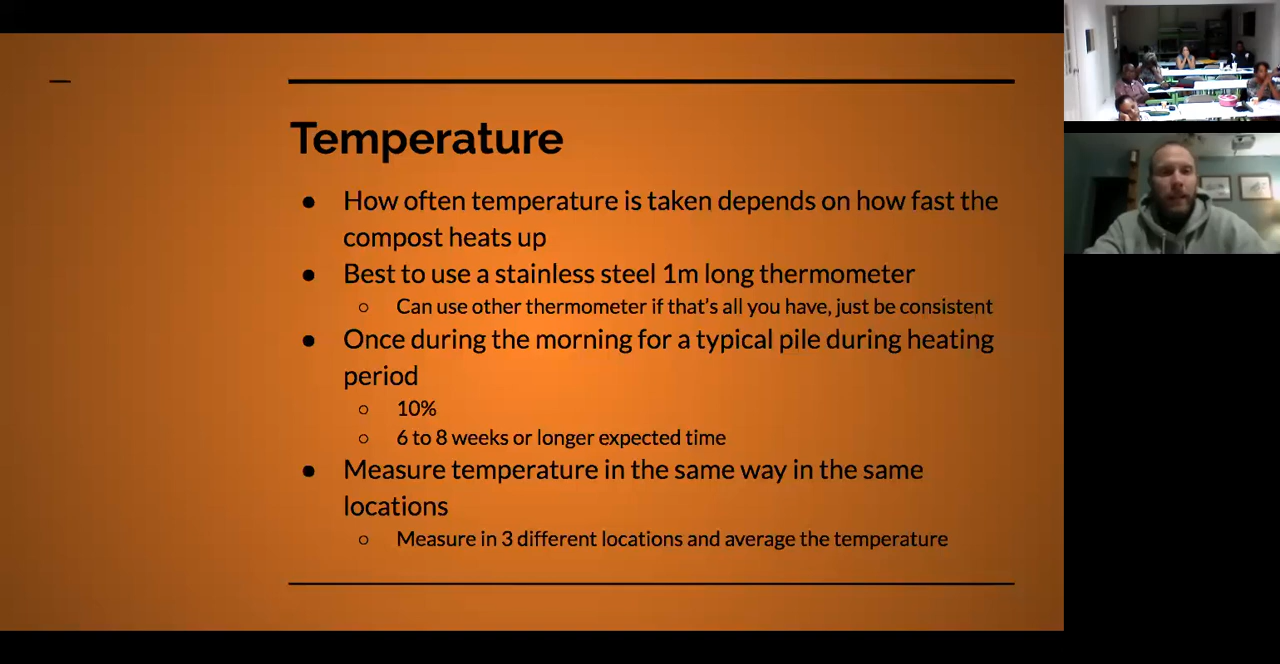 Temperature
● How often temperature is taken depends on how fast the
compost heats up
● Best to use a stainless steel 1m long thermometer
○ Can use other thermometer if that's all you have, just be consistent
● Once during the morning for a typical pile during heating
period
○ 10%
○ 6 to 8 weeks or longer expected time
● Measure temperature in the same way in the same
locations
○ Measure in 3 different locations and average the temperature